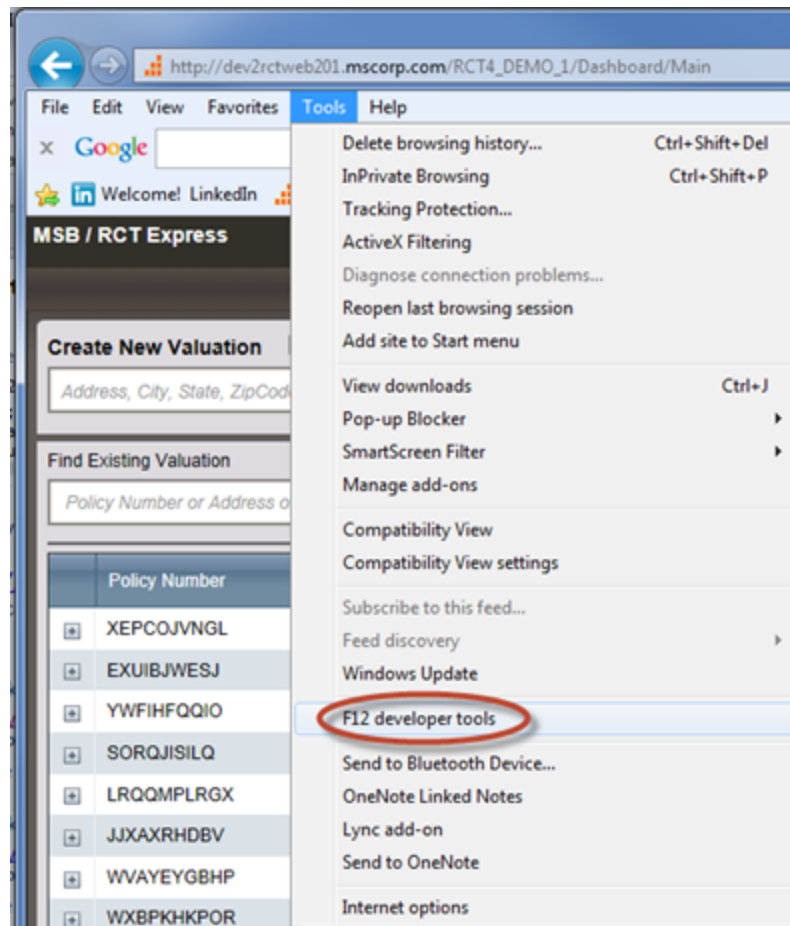 http://dev2rctweb201.mscorp.com/RCT4_DEMO_1/Dashboard/Main
File Edit View Favorites Tools Help
x Google
Welcome! LinkedIn
MSB / RCT Express
Create New Valuation
Address, City, State, ZipCod
Find Existing Valuation
Policy Number or Address o
Policy Number
XEPCOJVNGL
EXUIBJWESJ
YWFIHFQQIO
SORQJISILQ
LRQQMPLRGX
JJXAXRHDBV
WVAYEYGBHP
WXBPKHKPOR
Delete browsing history... Ctrl+Shift+Del
InPrivate Browsing Ctrl+Shift+P
Tracking Protection...
ActiveX Filtering
Diagnose connection problems...
Reopen last browsing session
Add site to Start menu
View downloads Ctrl+J
Pop-up Blocker
SmartScreen Filter
Manage add-ons
Compatibility View
Compatibility View settings
Subscribe to this feed...
Feed discovery
Windows Update
F12 developer tools
Send to Bluetooth Device...
OneNote Linked Notes
Lync add-on
Send to OneNote
Internet options